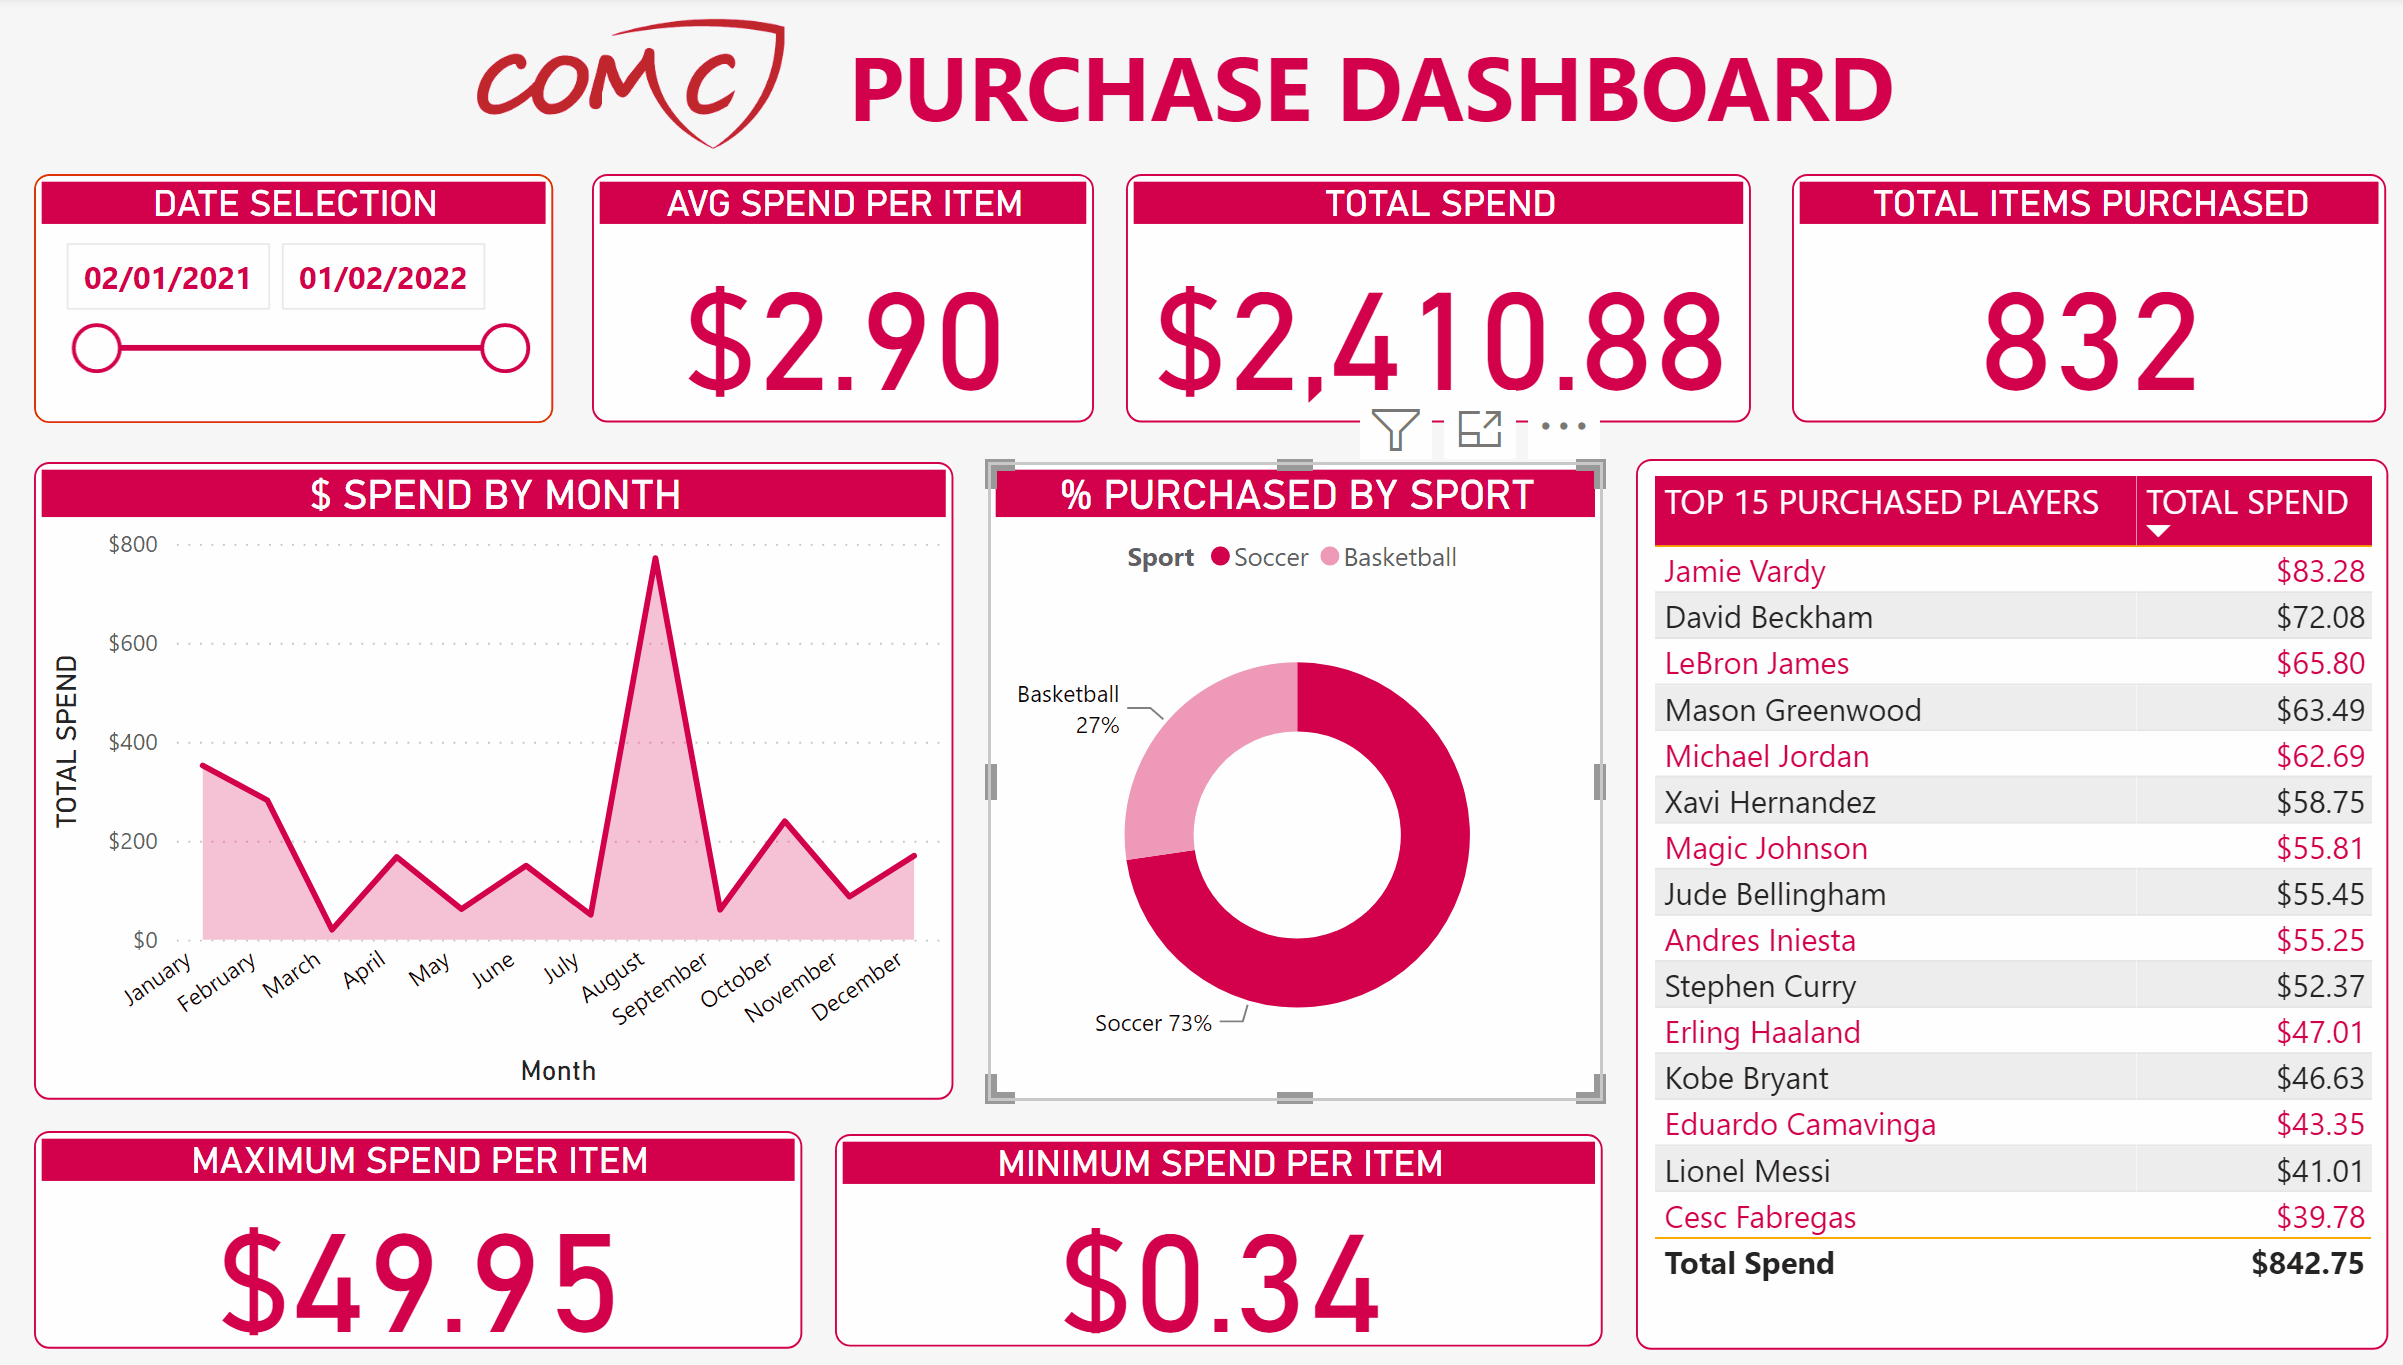 COMC
PURCHASE DASHBOARD
DATE SELECTION
02/01/2021 01/02/2022
AVG SPEND PER ITEM
$2.90
TOTAL SPEND
$2,410.88
TOTAL ITEMS PURCHASED
832
$ SPEND BY MONTH
TOTAL SPEND
$800
$600
$400
$200
$0
January February March April May June July August September October November December
Month
% PURCHASED BY SPORT
Sport Soccer Basketball
Basketball
27%
Soccer 73%
TOP 15 PURCHASED PLAYERS TOTAL SPEND
Jamie Vardy $83.28
David Beckham $72.08
LeBron James $65.80
Mason Greenwood $63.49
Michael Jordan $62.69
Xavi Hernandez $58.75
Magic Johnson $55.81
Jude Bellingham $55.45
Andres Iniesta $55.25
Stephen Curry $52.37
Erling Haaland $47.01
Kobe Bryant $46.63
Eduardo Camavinga $43.35
Lionel Messi $41.01
Cesc Fabregas $39.78
Total Spend $842.75
MAXIMUM SPEND PER ITEM
$49.95
MINIMUM SPEND PER ITEM
$0.34